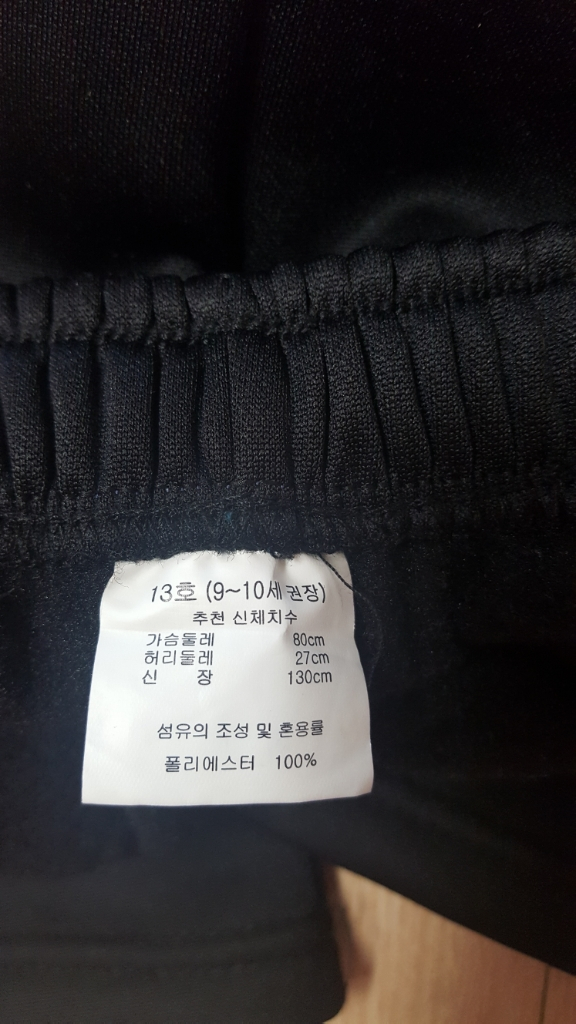 13호 (9~10세 권장)
추천 신체치수
가슴둘레 80cm
허리둘레 27cm
신 장 130cm
섬유의 조성 및 혼용률
폴리에스터 100%